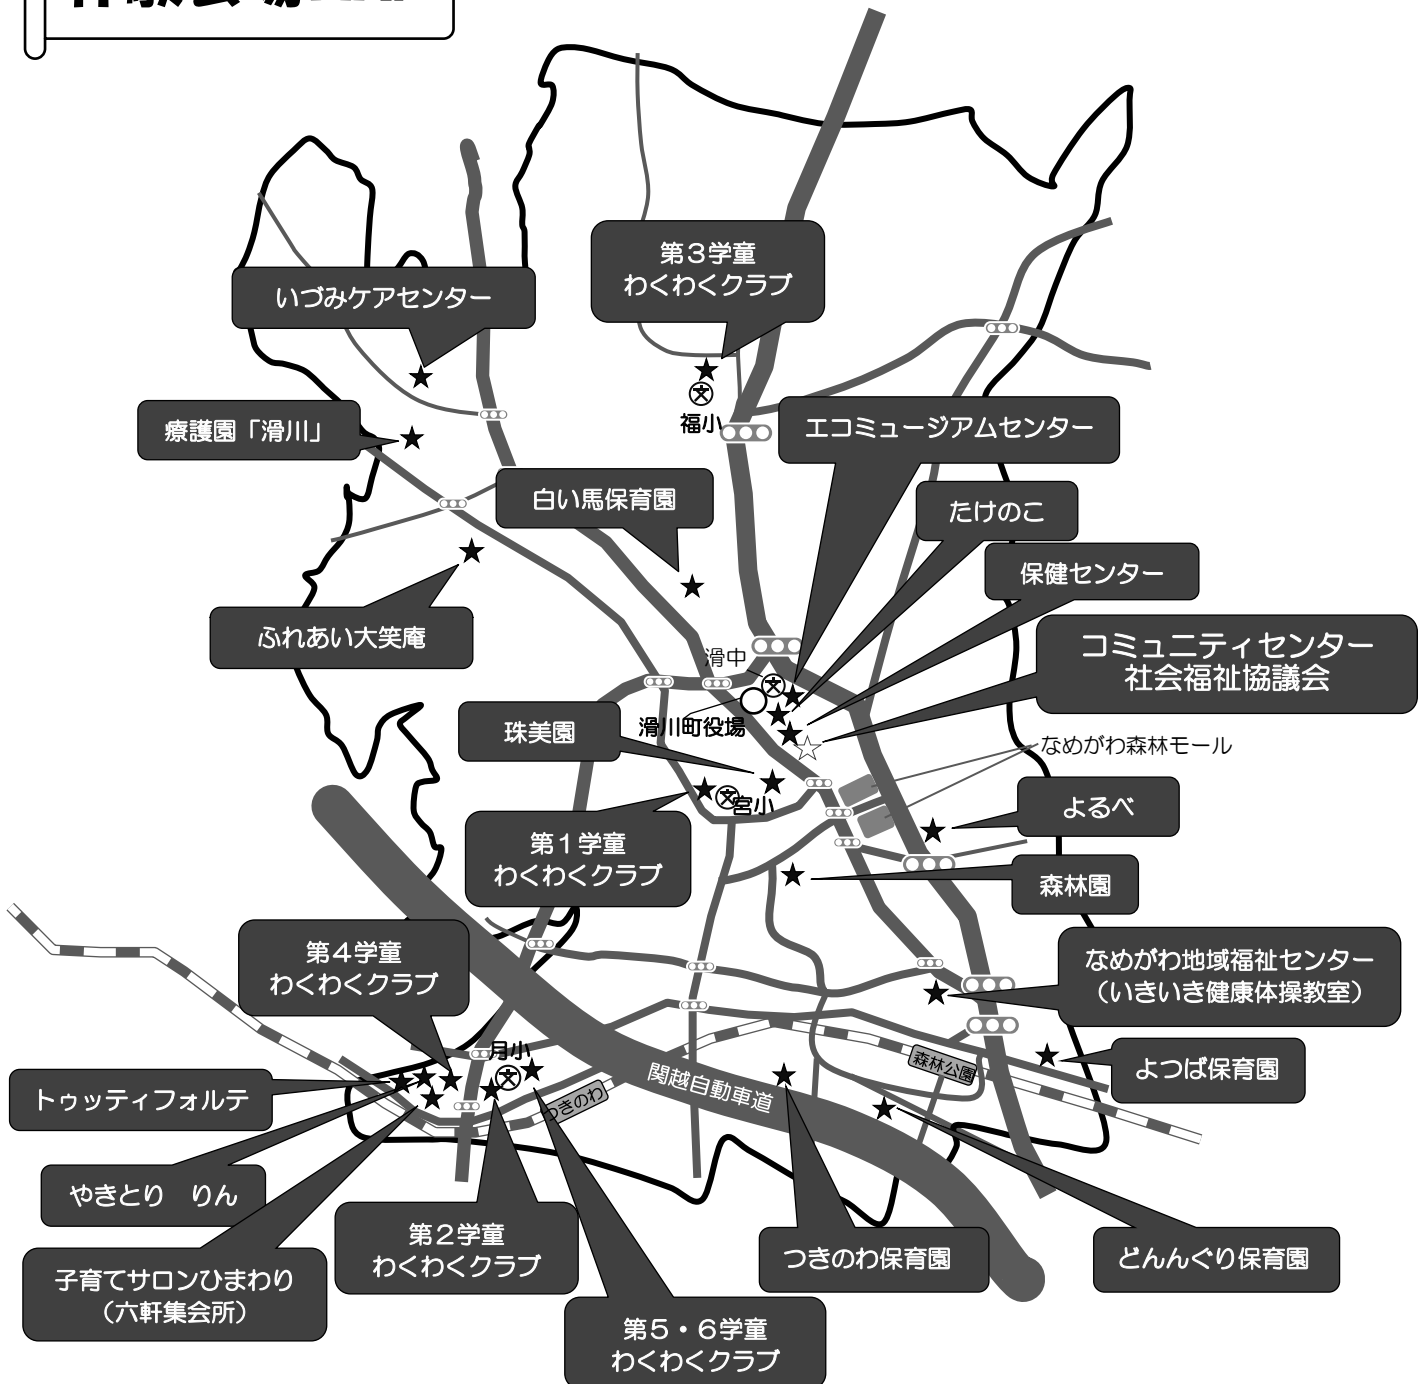 第３学童
わくわくクラブ
いづみケアセンター
福小
エコミュージアムセンター
療護園「滑川」
白い馬保育園
たけのこ
保健センター
ふれあい大笑庵
コミュニティセンター
社会福祉協議会
滑中
滑川町役場
珠美園
なめがわ森林モール
宮小
よるべ
第１学童
わくわくクラブ
森林園
第４学童
わくわくクラブ
なめがわ地域福祉センター
（いきいき健康体操教室）
月小
森林公園
よつば保育園
関越自動車道
つきのわ
トゥッティフォルテ
やきとり　りん
第２学童
わくわくクラブ
つきのわ保育園
どんんぐり保育園
子育てサロンひまわり
（六軒集会所）
第５・６学童
わくわくクラブ